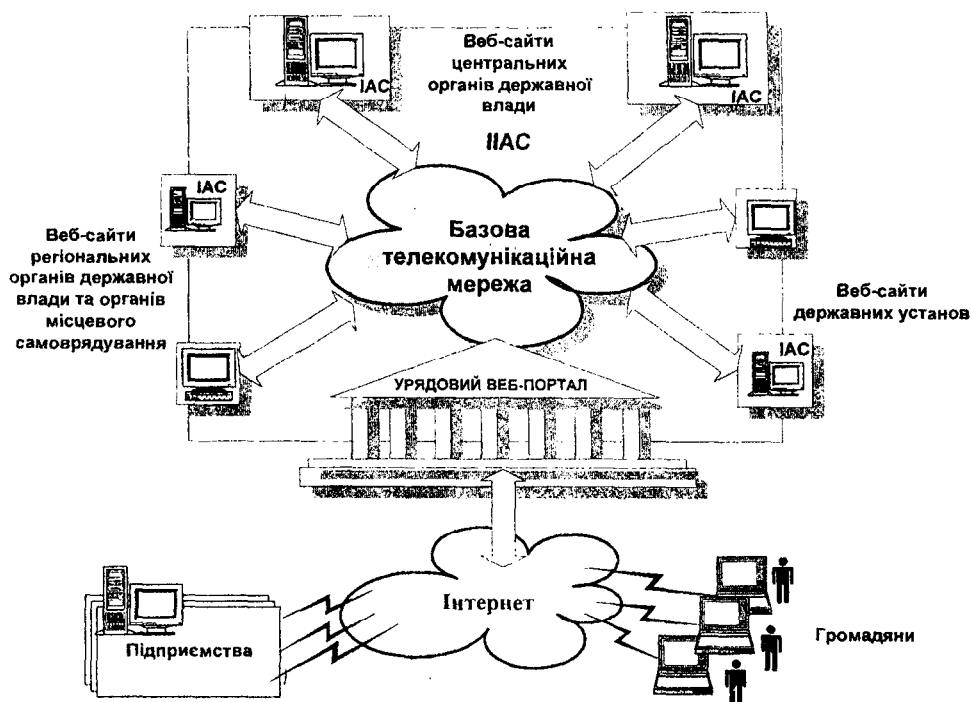 Веб-сайти
центральних
органів державної
влади
ІАС
ІАС
ІІАС
ІАС
Базова
телекомунікаційна
мережа
Веб-сайти
регіональних
органів державної
влади та органів
місцевого
самоврядування
Веб-сайти
державних установ
ІАС
УРЯДОВИЙ ВЕБ-ПОРТАЛ
Інтернет
Підприємства
Громадяни